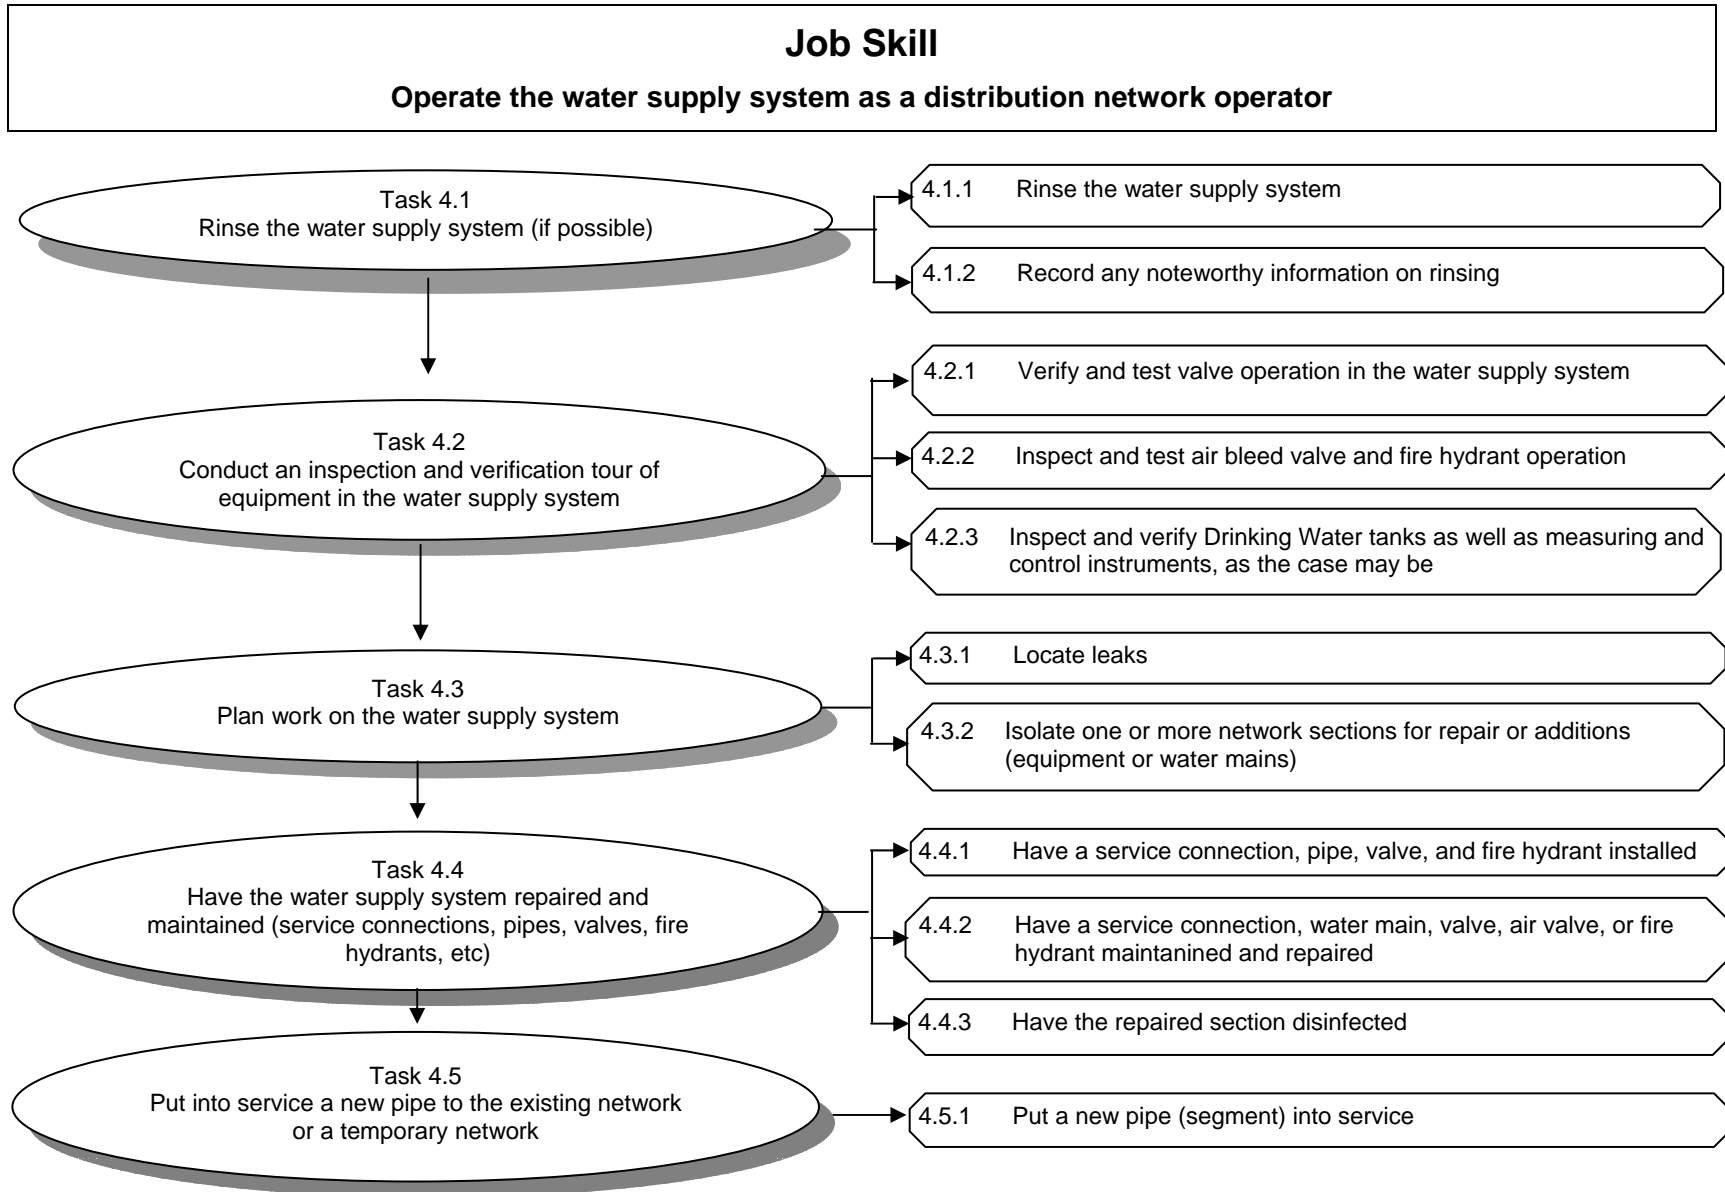 Job Skill
Operate the water supply system as a distribution network operator
Task 4.1
Rinse the water supply system (if possible)
4.1.1 Rinse the water supply system
4.1.2 Record any noteworthy information on rinsing
Task 4.2
Conduct an inspection and verification tour of
equipment in the water supply system
4.2.1 Verify and test valve operation in the water supply system
4.2.2 Inspect and test air bleed valve and fire hydrant operation
4.2.3 Inspect and verify Drinking Water tanks as well as measuring and
control instruments, as the case may be
Task 4.3
Plan work on the water supply system
4.3.1 Locate leaks
4.3.2 Isolate one or more network sections for repair or additions
(equipment or water mains)
Task 4.4
Have the water supply system repaired and
maintained (service connections, pipes, valves, fire
hydrants, etc)
4.4.1 Have a service connection, pipe, valve, and fire hydrant installed
4.4.2 Have a service connection, water main, valve, air valve, or fire
hydrant maintanined and repaired
4.4.3 Have the repaired section disinfected
Task 4.5
Put into service a new pipe to the existing network
or a temporary network
4.5.1 Put a new pipe (segment) into service